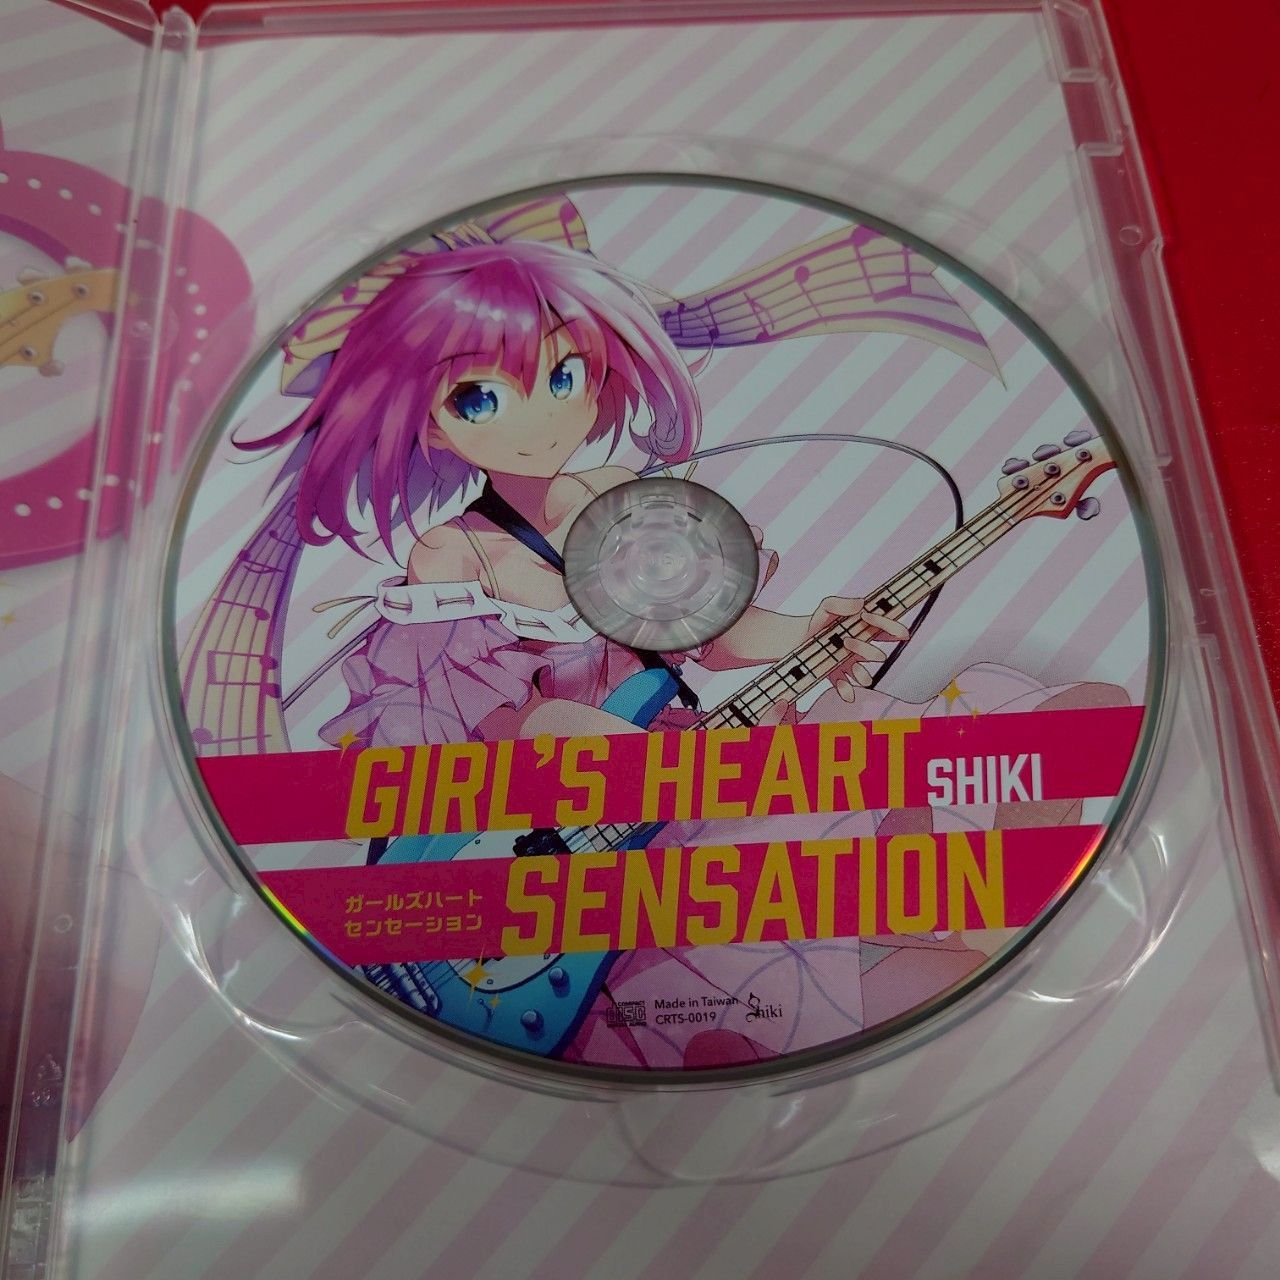 GIRL'S HEART SHIKI
ガールズハート
センセーション
SENSATION
COMPACT
DISC
DIGITAL AUDIO
Made in Taiwan
CRTS-0019
Shiki